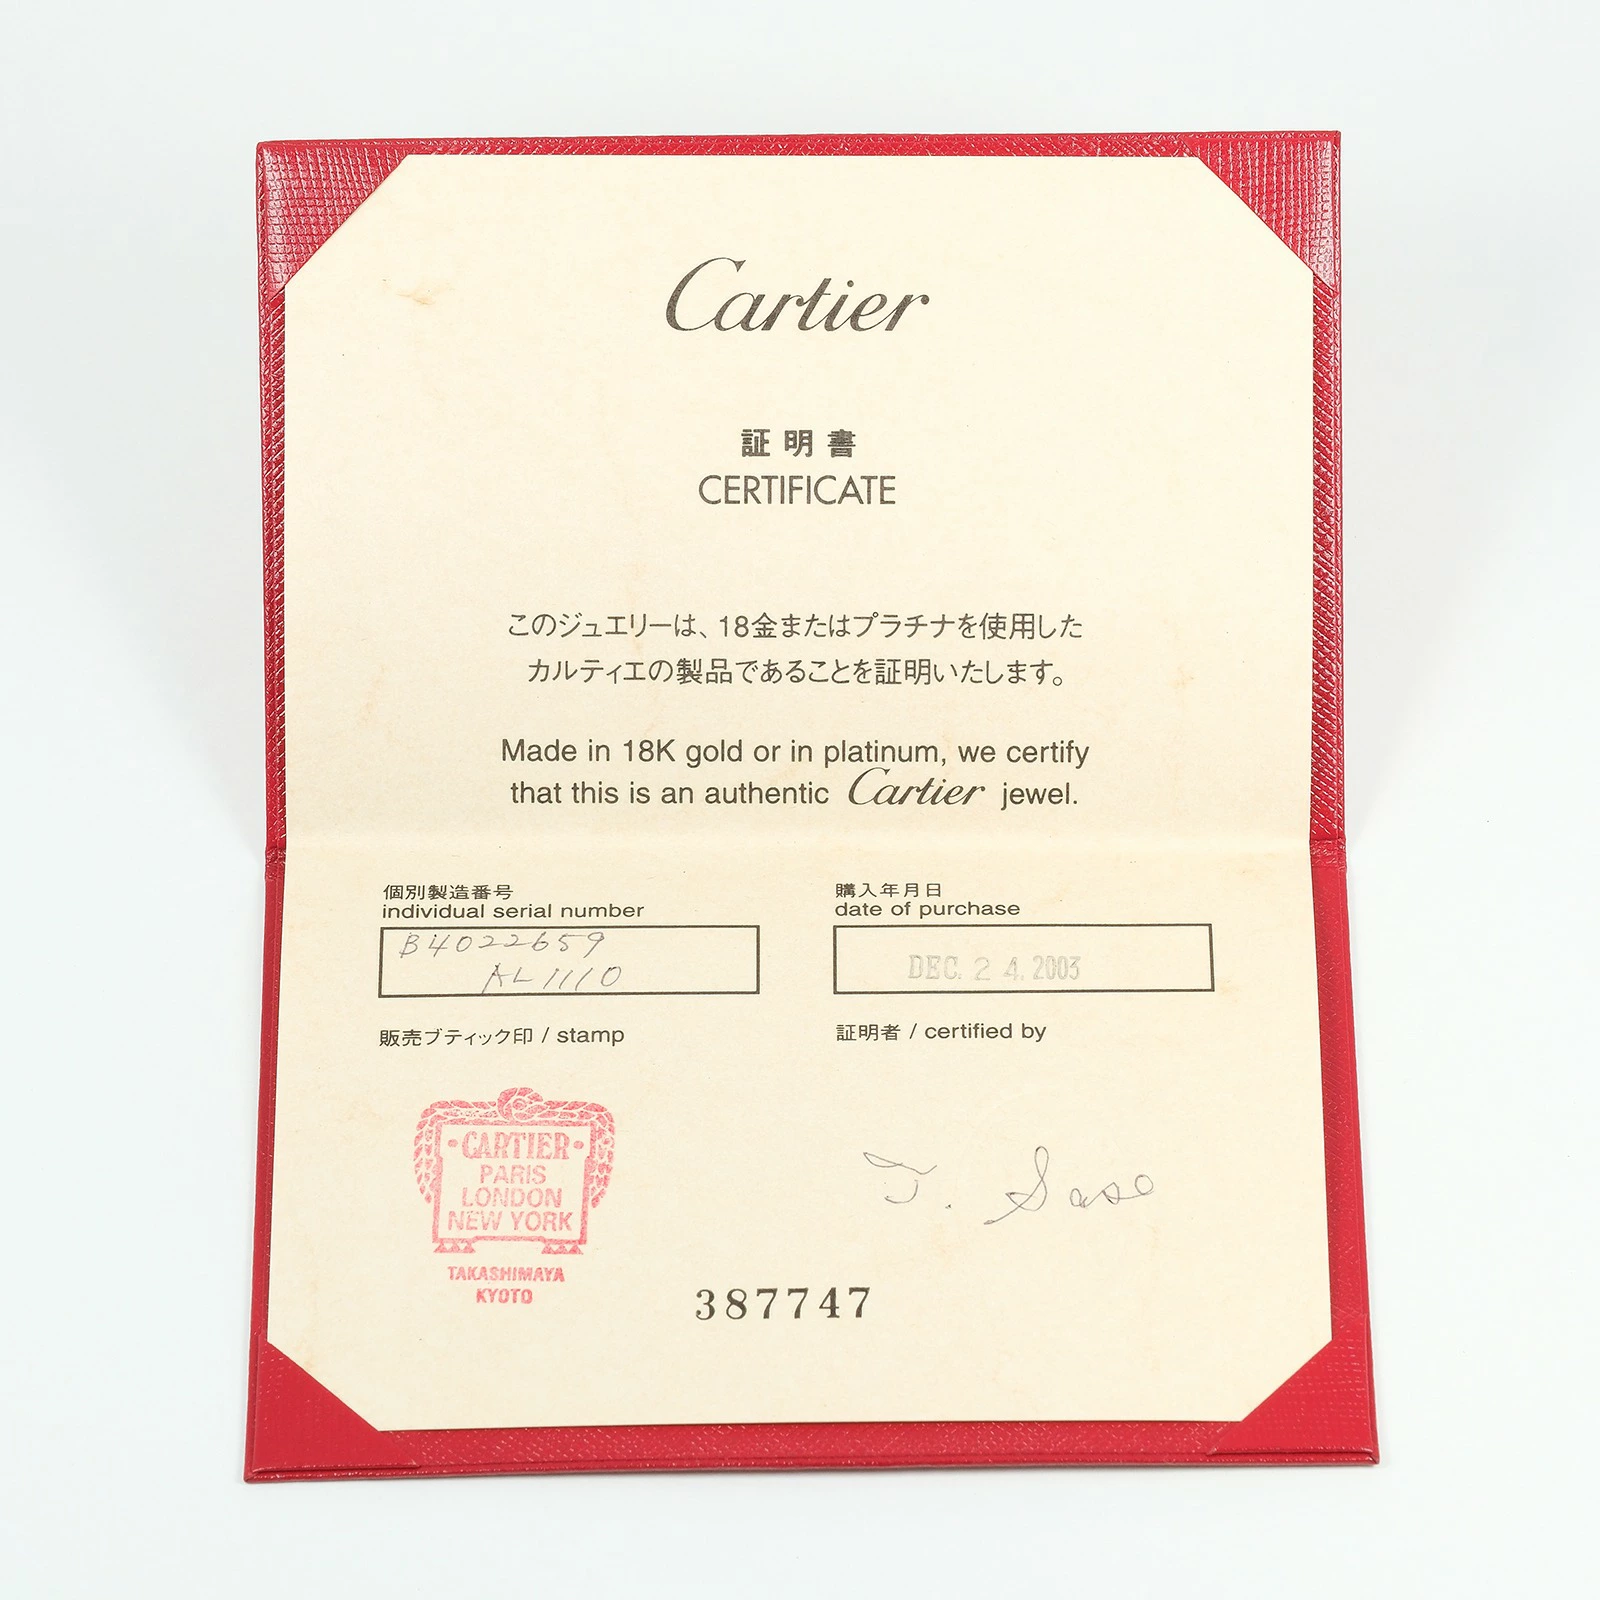 Cartier
証明書
CERTIFICATE
このジュエリーは、18金またはプラチナを使用した
カルティエの製品であることを証明いたします。
Made in 18K gold or in platinum, we certify
that this is an authentic Cartier jewel.
個別製造番号
individual serial number
B4022659
AL1110
購入年月日
date of purchase
DEC. 24. 2003
販売ブティック印 / stamp
·CARTIER·
PARIS
LONDON
NEW YORK
TAKASHIMAYA
KYOTO
証明者 / certified by
T. Saso
387747